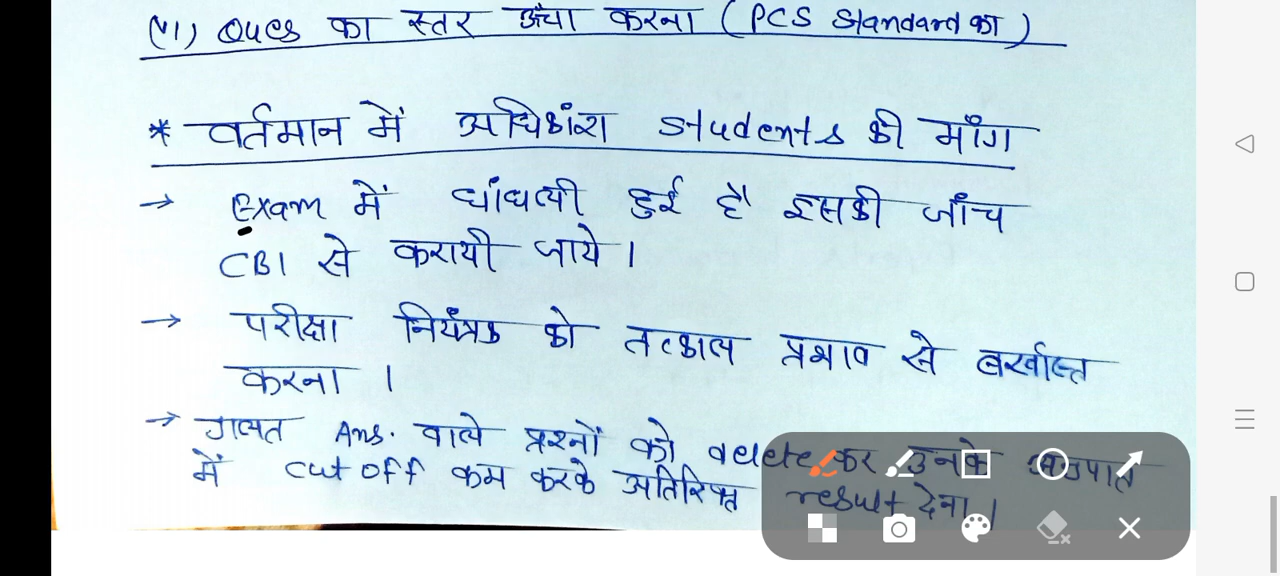 (vi) Ques का स्तर ऊँचा करना (PCS Standard का)
* वर्तमान में अधिकांश students की माँग
→ Exam में धांधली हुई है इसकी जाँच
CBI से करायी जाये ।
→ परीक्षा नियंत्रक को तत्काल प्रभाव से बर्खास्त
करना ।
→ गलत Ans. वाले प्रश्नों को delete कर उनके अनुपात
में cut off कम करके अतिरिक्त result देना ।